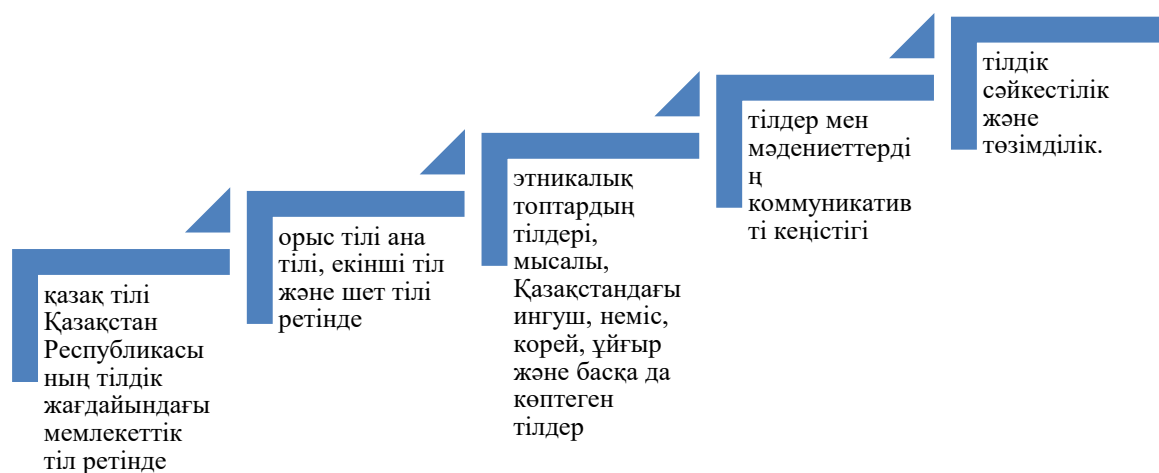 қазақ тілі
Қазақстан
Республикасы
ның тілдік
жағдайындағы
мемлекеттік
тіл ретінде
орыс тілі ана
тілі, екінші тіл
және шет тілі
ретінде
этникалық
топтардың
тілдері,
мысалы,
Қазақстандағы
ингуш, неміс,
корей, ұйғыр
және басқа да
көптеген
тілдер
тілдер мен
мәдениеттерді
ң
коммуникатив
ті кеңістігі
тілдік
сәйкестілік
және
төзімділік.